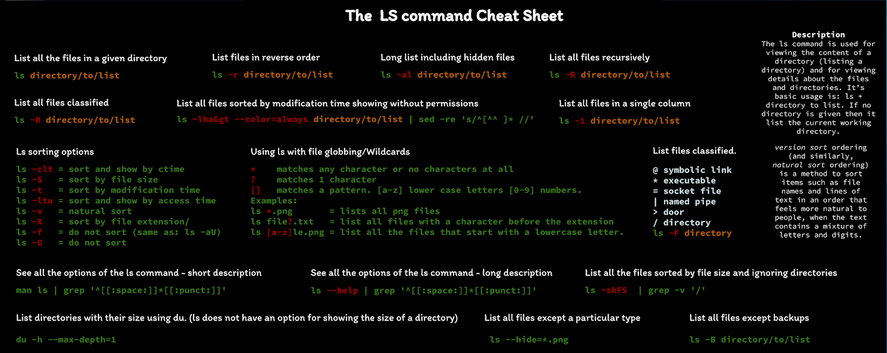 The LS command Cheat Sheet
List all the files in a given directory
ls directory/to/list
List files in reverse order
ls -r directory/to/list
Long list including hidden files
ls -al directory/to/list
List all files recursively
ls -R directory/to/list
List all files classified
ls -R directory/to/list
List all files sorted by modification time showing without permissions
ls -lhaGgt --color=always directory/to/list | sed -re 's/^[^ ]* //'
List all files in a single column
ls -1 directory/to/list
Description
The ls command is used for
viewing the content of a
directory (listing a
directory) and for viewing
details about the files
and directories. It's
basic usage is: ls +
directory to list. If no
directory is given then it
list the current working
directory.
version sort ordering
(and similarly,
natural sort ordering)
is a method to sort
items such as file
names and lines of
text in an order that
feels more natural to
people, when the text
contains a mixture of
letters and digits.
Ls sorting options
ls -clt = sort and show by ctime
ls -S = sort by file size
ls -t = sort by modification time
ls -ltu = sort and show by access time
ls -v = natural sort
ls -X = sort by file extension/
ls -f = do not sort (same as: ls -aU)
ls -U = do not sort
Using ls with file globbing/Wildcards
* matches any character or no characters at all
? matches 1 character
[] matches a pattern. [a-z] lower case letters [0-9] numbers.
Examples:
ls *.png = lists all png files
ls file?.txt = list all files with a character before the extension
ls [a-z]le.png = list all the files that start with a lowercase letter.
List files classified.
@ symbolic link
* executable
= socket file
| named pipe
> door
/ directory
ls -F directory
See all the options of the ls command - short description
man ls | grep '^[[:space:]]*[[:punct:]]'
See all the options of the ls command - long description
ls --help | grep '^[[:space:]]*[[:punct:]]'
List all the files sorted by file size and ignoring directories
ls -shFS | grep -v '/'
List directories with their size using du. (ls does not have an option for showing the size of a directory)
du -h --max-depth=1
List all files except a particular type
ls --hide=*.png
List all files except backups
ls -B directory/to/list